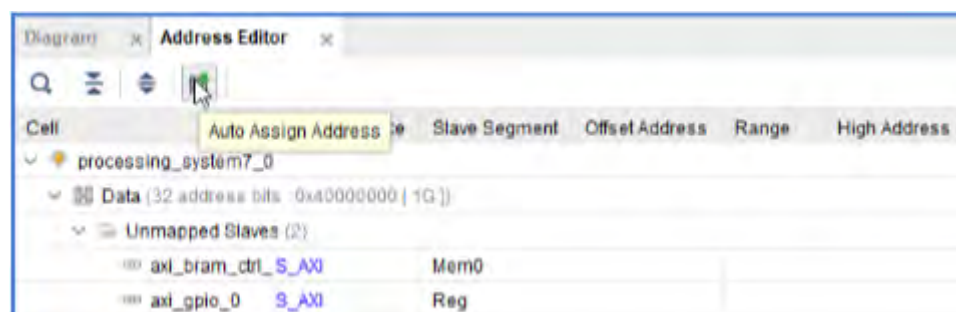 Diagram × Address Editor ×
Auto Assign Address
Cell e Slave Segment Offset Address Range High Address
processing_system7_0
Data (32 address bits : 0x40000000 [ 1G ])
Unmapped Slaves (2)
axi_bram_ctrl_ S_AXI Mem0
axi_gpio_0 S_AXI Reg